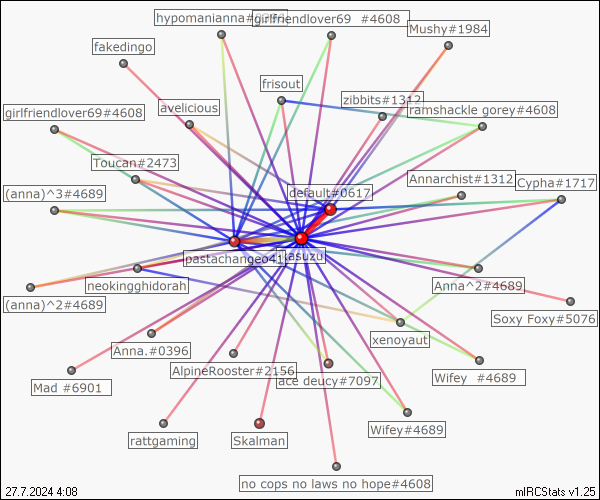 hypomanianna#
girlfriendlover69  #4608
Mushy#1984
fakedingo
frisout
zibbits#1312
avelicious
girlfriendlover69#4608
ramshackle gorey#4608
Toucan#2473
default#0617
Annarchist#1312
Cypha#1717
(anna)^3#4689
pastachangeo41
kasuzu
neokingghidorah
Anna^2#4689
(anna)^2#4689
Soxy Foxy#5076
xenoyaut
Anna.#0396
AlpineRooster#2156
ace deucy#7097
Wifey  #4689
Mad #6901
Wifey#4689
rattgaming
Skalman
no cops no laws no hope#4608
27.7.2024 4:08
mIRCStats v1.25